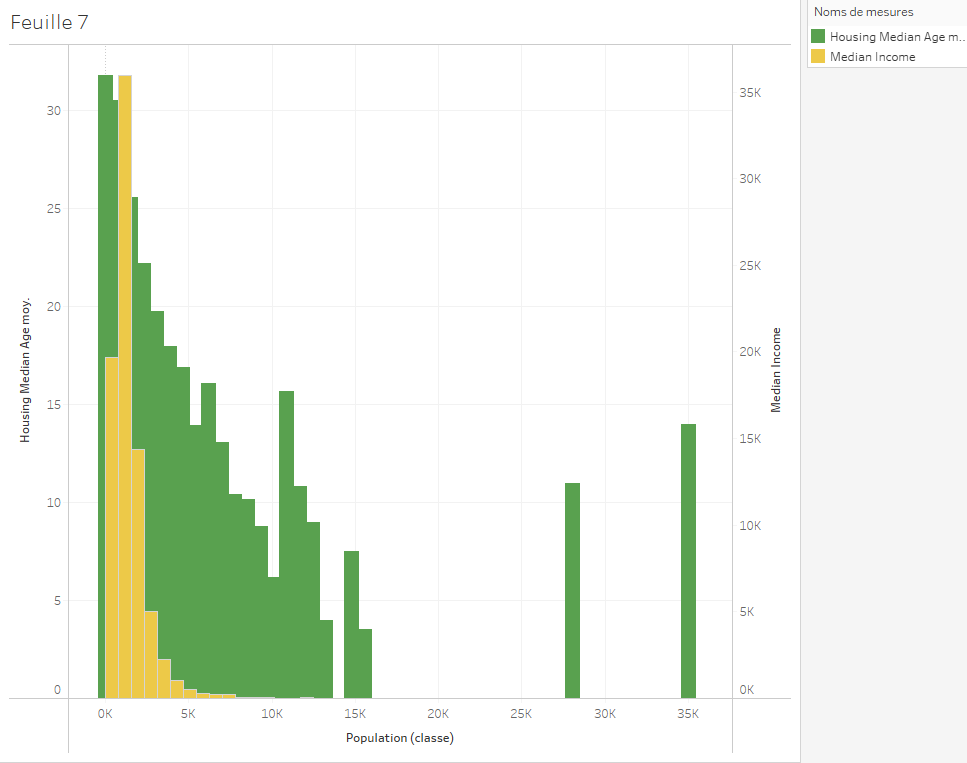 Feuille 7
Noms de mesures
Housing Median Age m..
Median Income
30
25
20
15
10
5
0
Housing Median Age moy.
35K
30K
25K
20K
15K
10K
5K
0K
Median Income
0K 5K 10K 15K 20K 25K 30K 35K
Population (classe)